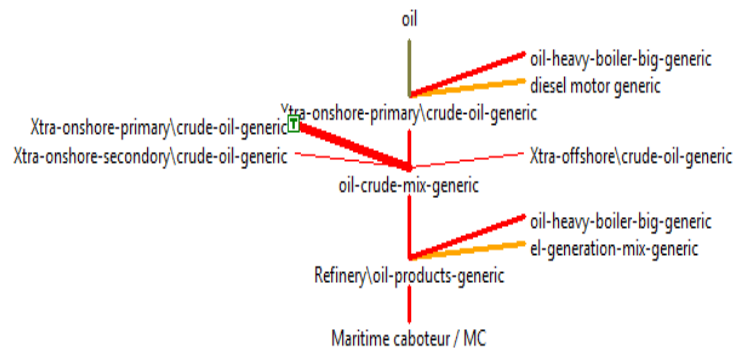 oil
oil-heavy-boiler-big-generic
diesel motor generic
Xtra-onshore-primary\crude-oil-generic
Xtra-onshore-primary\crude-oil-generic
T
Xtra-onshore-secondory\crude-oil-generic
Xtra-offshore\crude-oil-generic
oil-crude-mix-generic
oil-heavy-boiler-big-generic
el-generation-mix-generic
Refinery\oil-products-generic
Maritime caboteur / MC